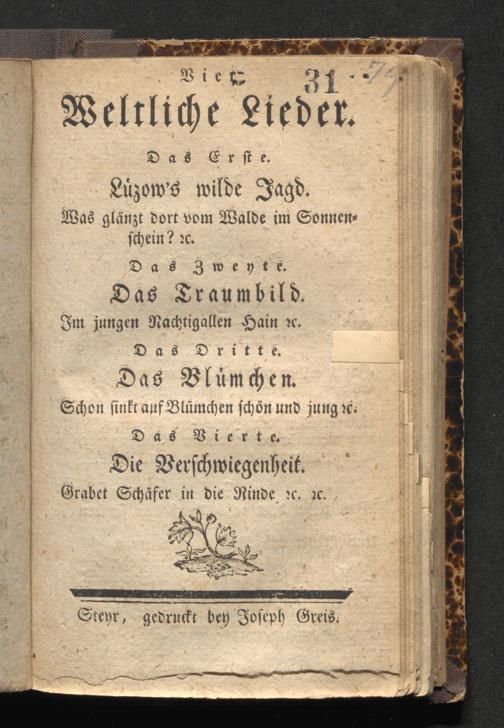 Vier
31
79.
Weltliche Lieder.
Das Erste.
Lüzow's wilde Jagd.
Was glänzt dort vom Walde im Sonnen=
schein? ꝛc.
Das Zweyte.
Das Traumbild.
Im jungen Nachtigallen Hain ꝛc.
Das Dritte.
Das Blümchen.
Schon sinkt auf Blümchen schön und jung ꝛc.
Das Vierte.
Die Verschwiegenheit.
Grabet Schäfer in die Rinde ꝛc. ꝛc.
Steyr, gedruckt bey Joseph Greis.